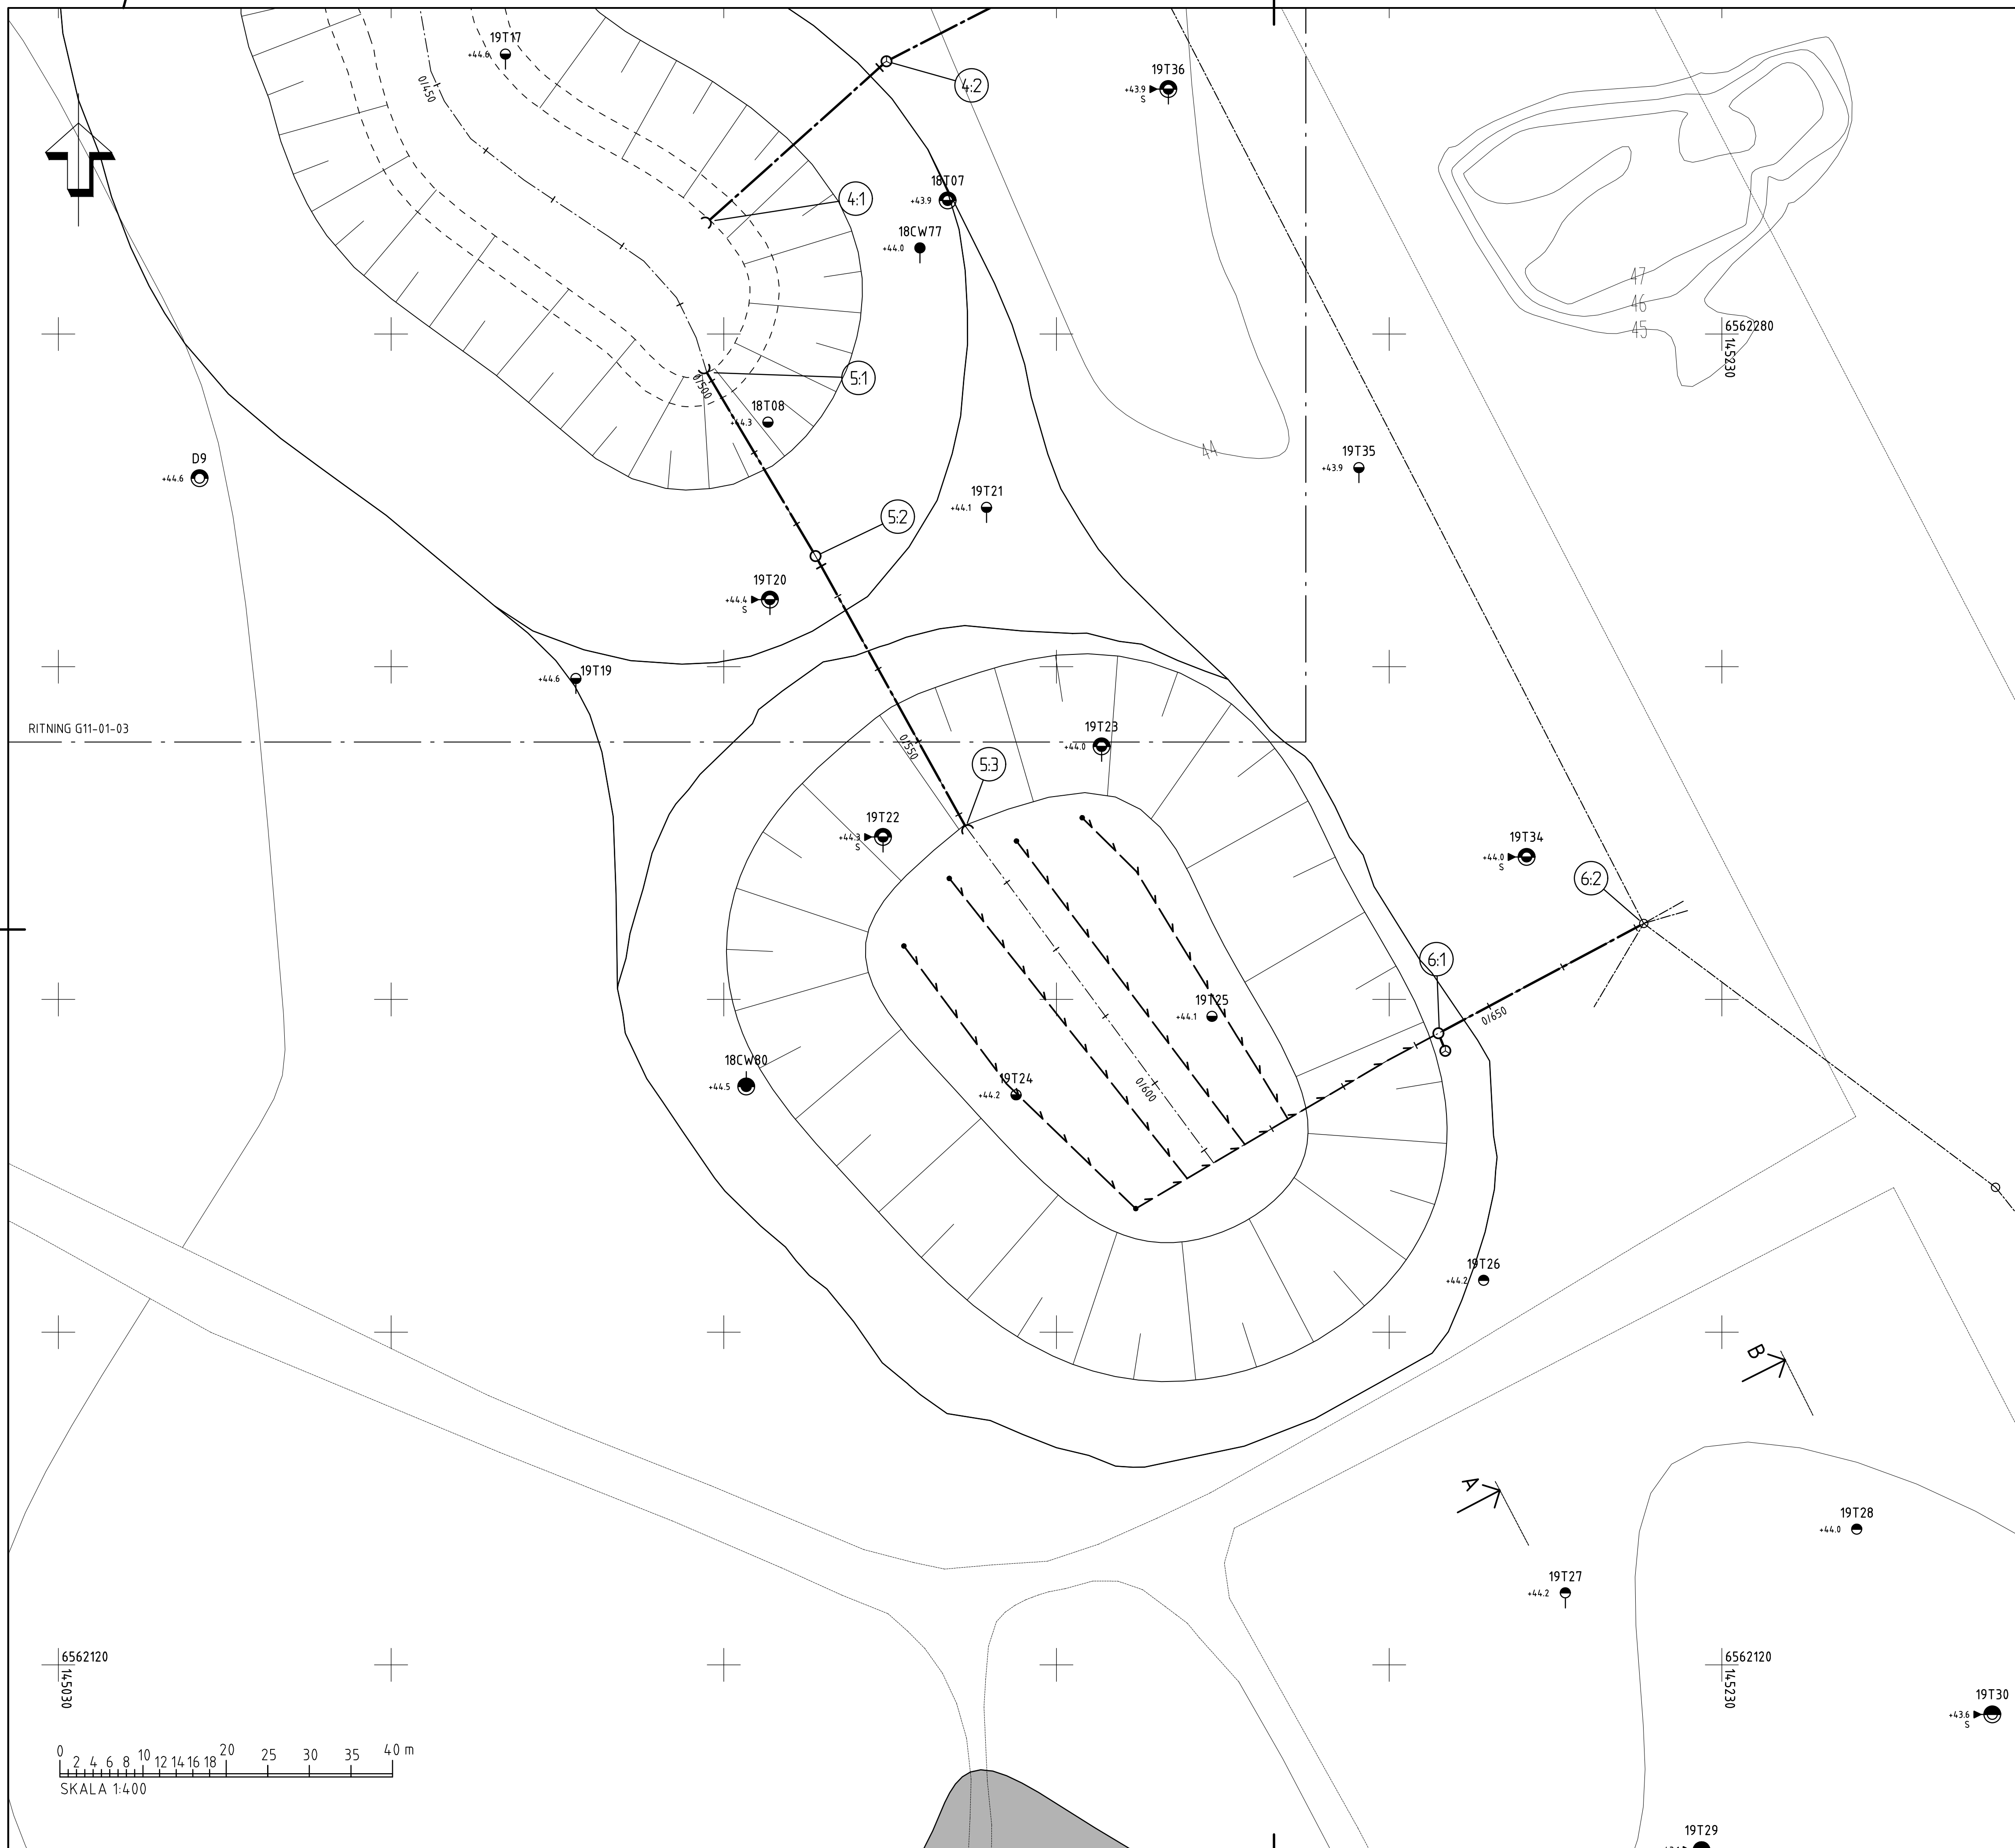 19T17
+44.6
0/450
4:2
19T36
+43.9
S
4:1
18T07
+43.9
18CW77
+44.0
47
46
45
6562280
145230
5:1
0/500
18T08
+44.3
44
D9
+44.6
19T35
+43.9
19T21
+44.1
5:2
19T20
+44.4
S
19T19
+44.6
RITNING G11-01-03
19T23
+44.0
0/550
5:3
19T22
+44.3
S
19T34
+44.0
S
6:2
6:1
19T25
+44.1
0/650
18CW80
+44.5
19T24
+44.2
0/600
19T26
+44.2
B
A
19T28
+44.0
19T27
+44.2
6562120
145030
6562120
145230
19T30
+43.6
S
0 2 4 6 8 10 12 14 16 18 20 25 30 35 40 m
SKALA 1:400
19T29